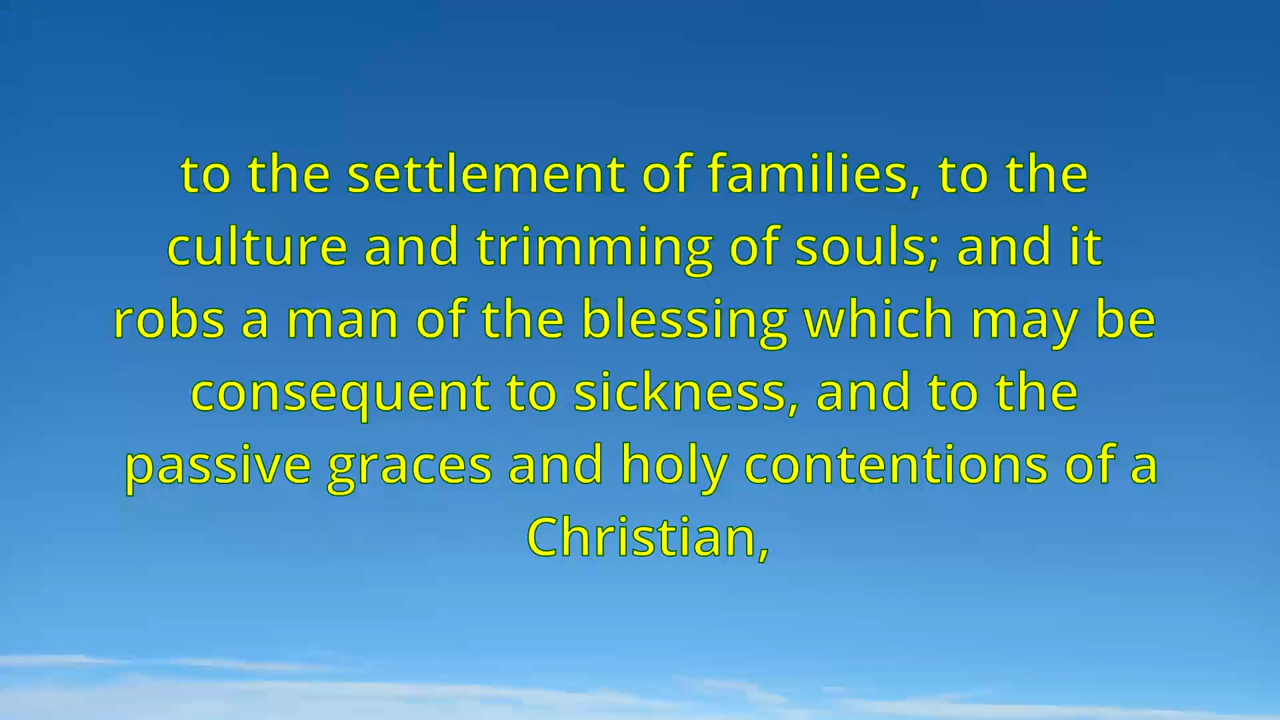 to the settlement of families, to the
culture and trimming of souls; and it
robs a man of the blessing which may be
consequent to sickness, and to the
passive graces and holy contentions of a
Christian,